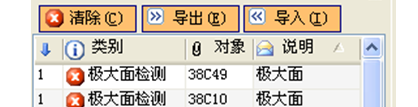 清除(C) 导出(E) 导入(I)
类别 对象 说明
1 极大面检测 38C49 极大面
1 极大面检测 38C10 极大面